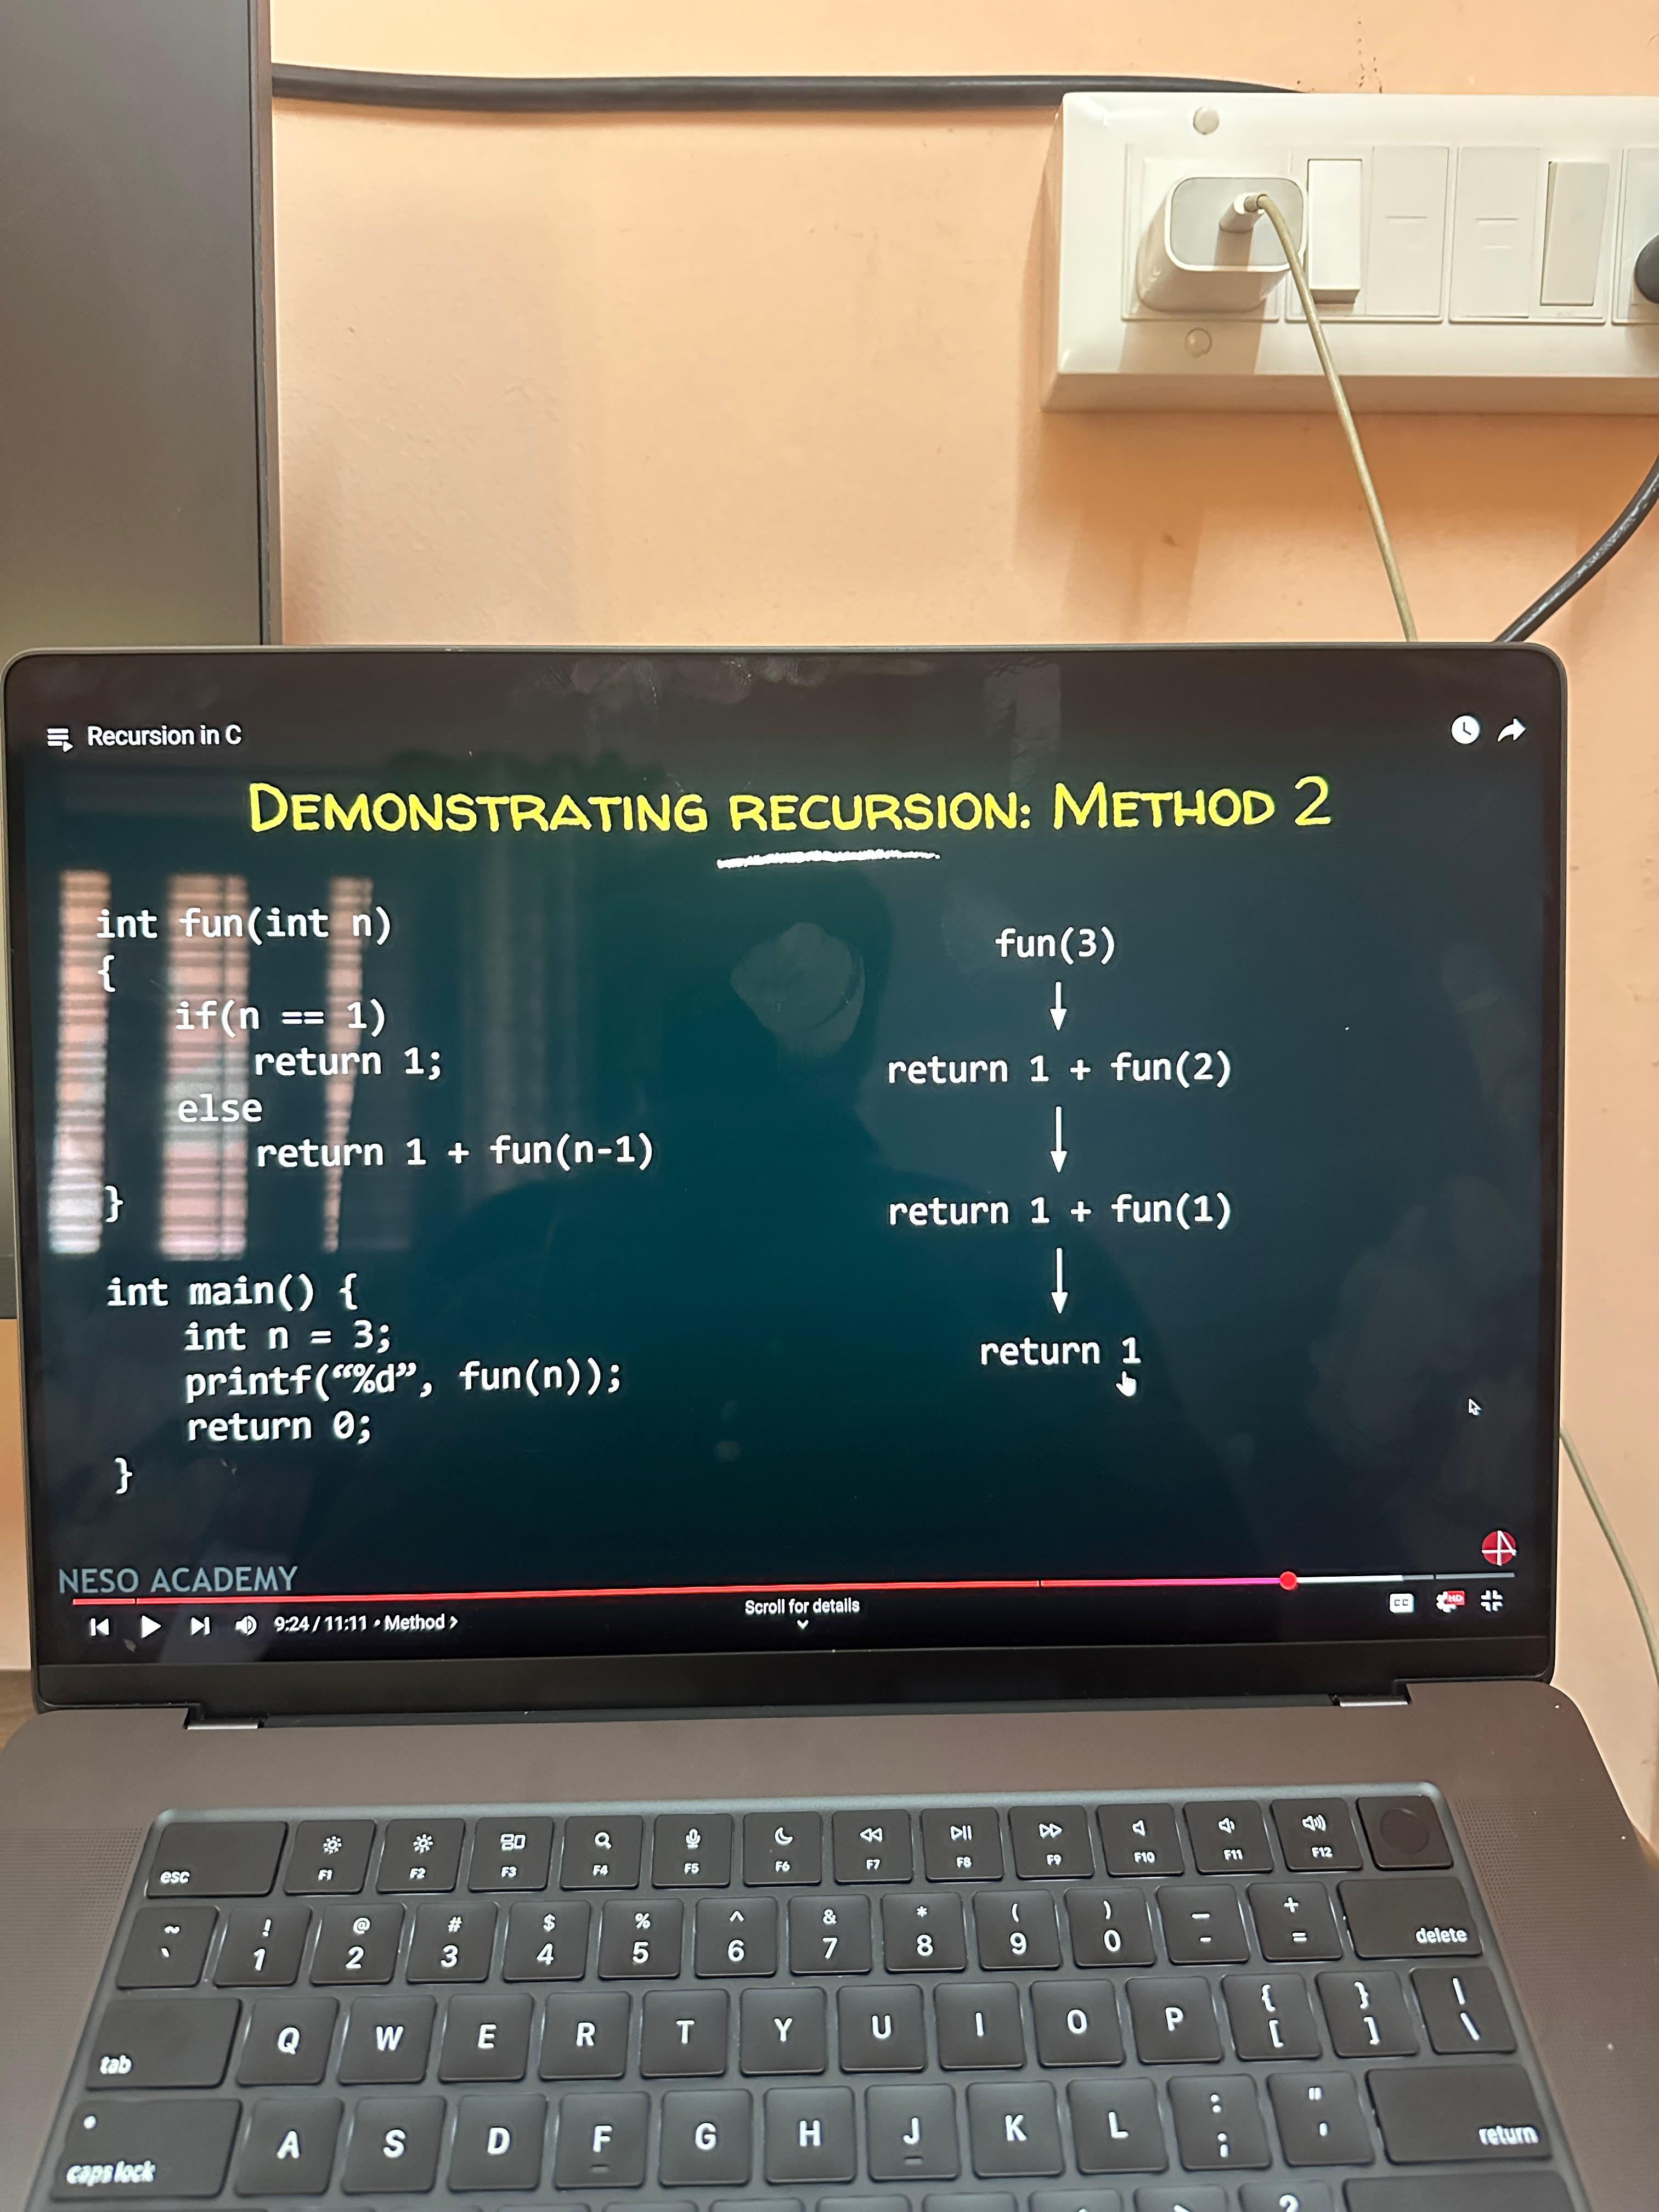 Recursion in C
DEMONSTRATING RECURSION: METHOD 2
int fun(int n)
{
if(n == 1)
return 1;
else
return 1 + fun(n-1)
}
int main() {
int n = 3;
printf(“%d”, fun(n));
return 0;
}
fun(3)
return 1 + fun(2)
return 1 + fun(1)
return 1
NESO ACADEMY
9:24 / 11:11 • Method >
Scroll for details
CC
HD
esc F1 F2 F3 F4 F5 F6 F7 F8 F9 F10 F11 F12
~ ! @ # $ % ^ & * ( ) — +
` 1 2 3 4 5 6 7 8 9 0 - = delete
tab Q W E R T Y U I O P { [ } ] | \
caps lock A S D F G H J K L : ; " ' return
?